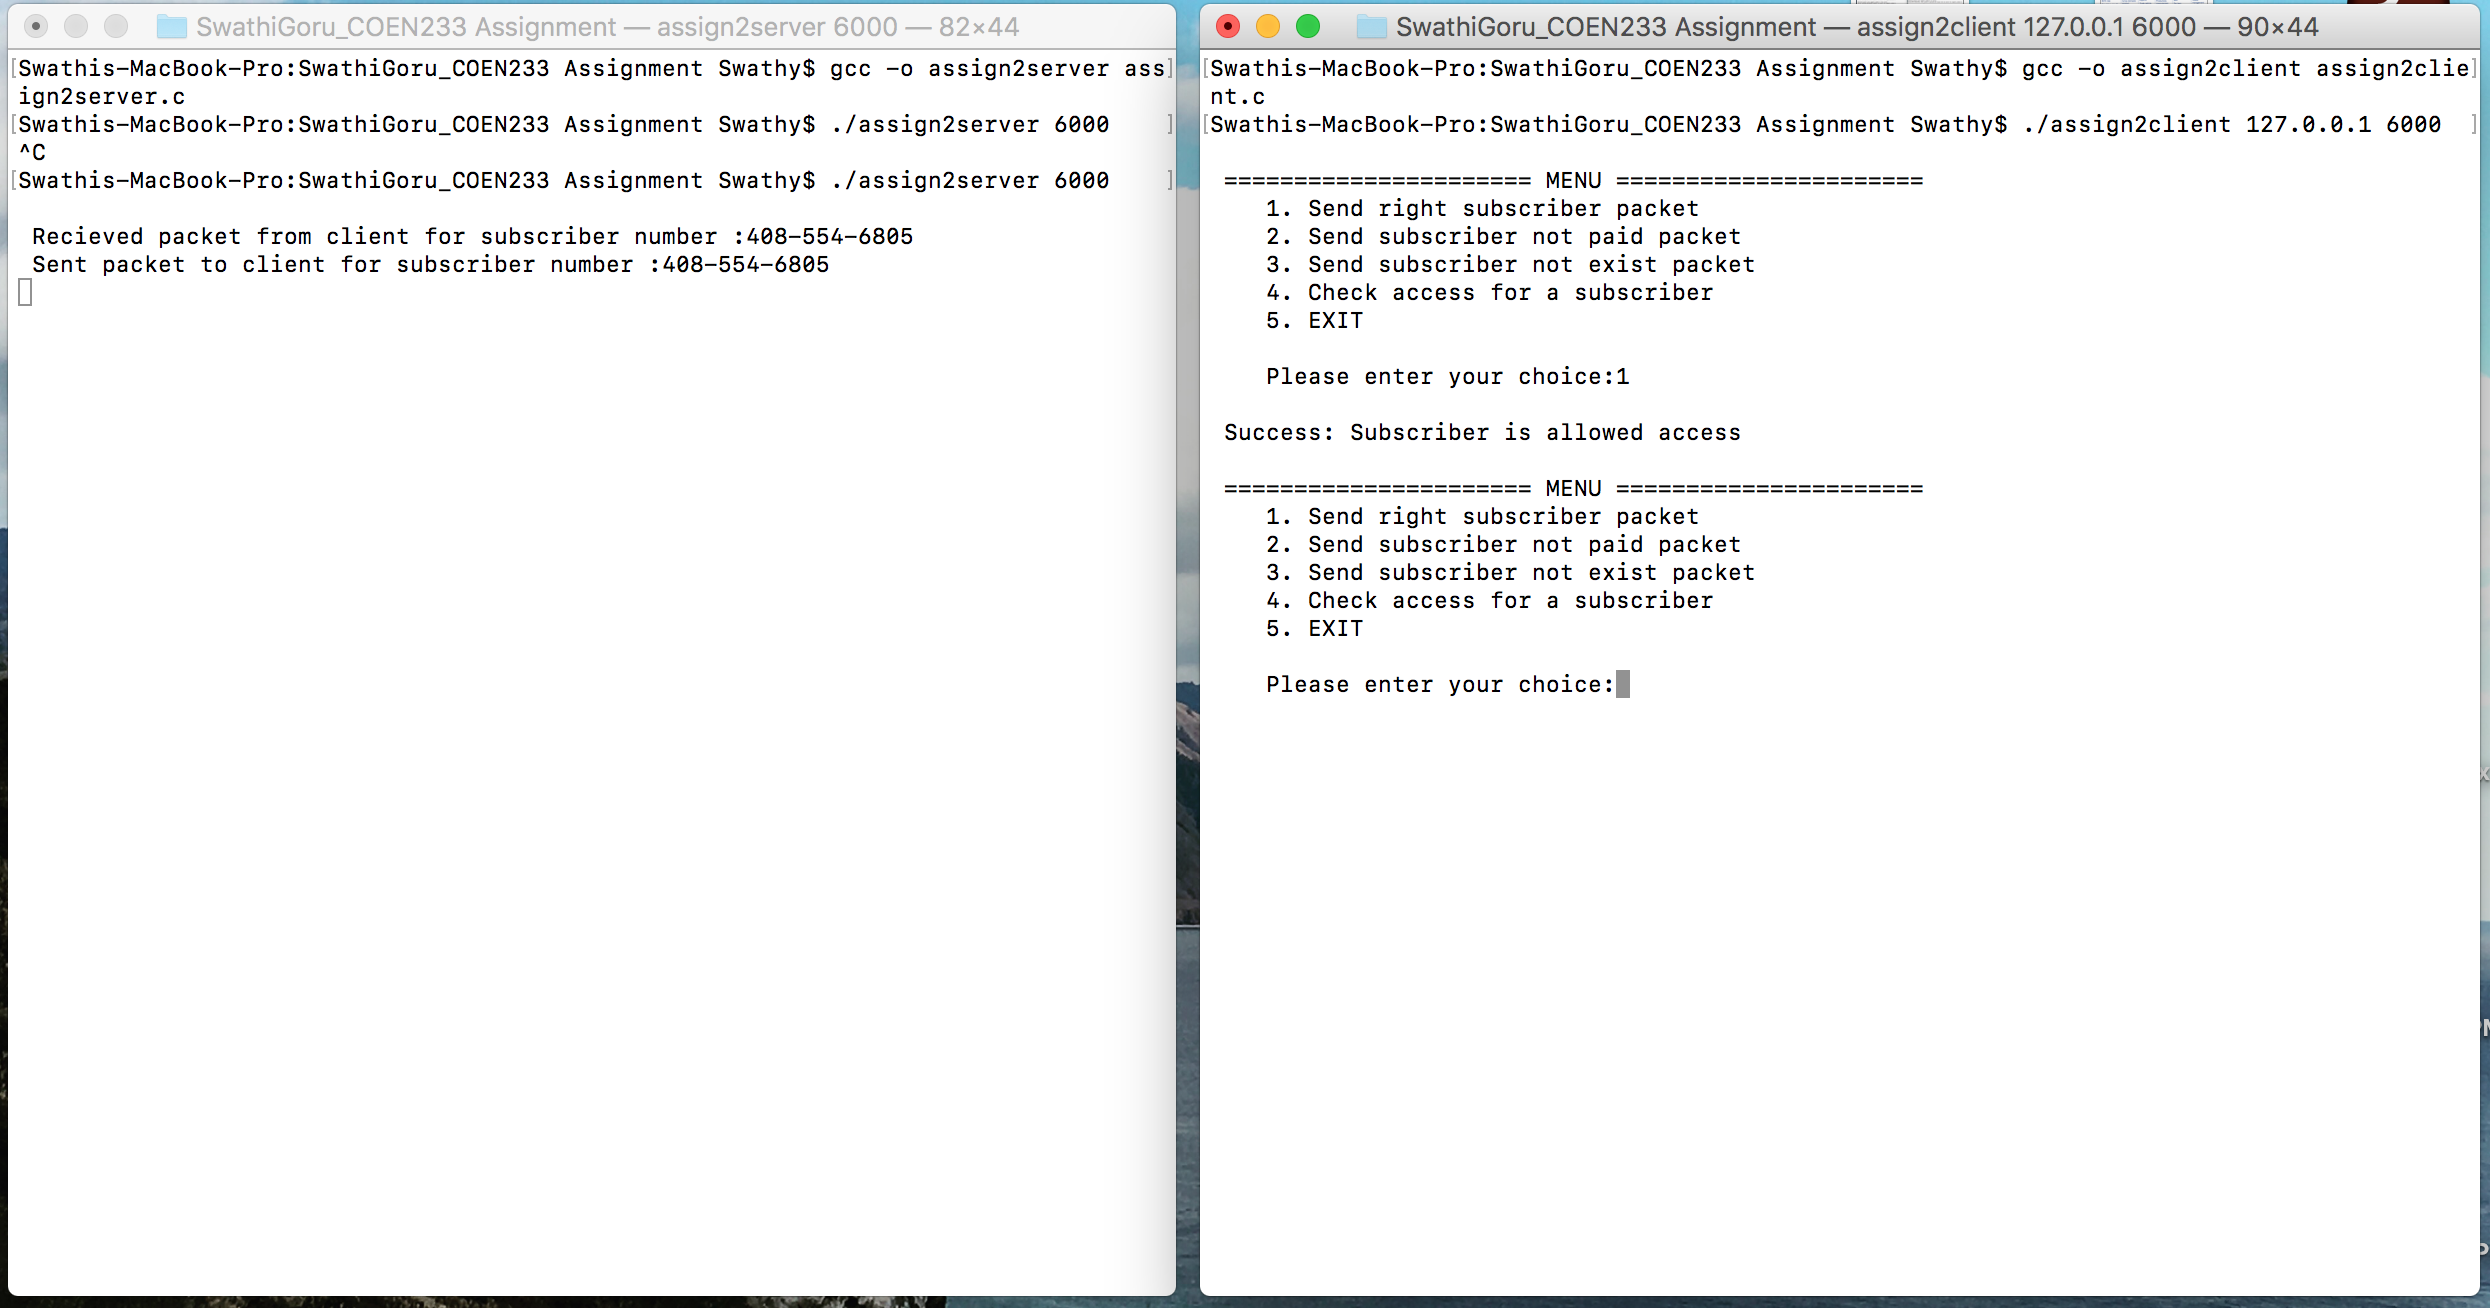 SwathiGoru_COEN233 Assignment — assign2server 6000 — 82×44
[Swathis-MacBook-Pro:SwathiGoru_COEN233 Assignment Swathy$ gcc -o assign2server ass]
ign2server.c
[Swathis-MacBook-Pro:SwathiGoru_COEN233 Assignment Swathy$ ./assign2server 6000 ]
^C
[Swathis-MacBook-Pro:SwathiGoru_COEN233 Assignment Swathy$ ./assign2server 6000 ]
Recieved packet from client for subscriber number :408-554-6805
Sent packet to client for subscriber number :408-554-6805
SwathiGoru_COEN233 Assignment — assign2client 127.0.0.1 6000 — 90×44
[Swathis-MacBook-Pro:SwathiGoru_COEN233 Assignment Swathy$ gcc -o assign2client assign2clie]
nt.c
[Swathis-MacBook-Pro:SwathiGoru_COEN233 Assignment Swathy$ ./assign2client 127.0.0.1 6000 ]
====================== MENU ======================
1. Send right subscriber packet
2. Send subscriber not paid packet
3. Send subscriber not exist packet
4. Check access for a subscriber
5. EXIT
Please enter your choice:1
Success: Subscriber is allowed access
====================== MENU ======================
1. Send right subscriber packet
2. Send subscriber not paid packet
3. Send subscriber not exist packet
4. Check access for a subscriber
5. EXIT
Please enter your choice: